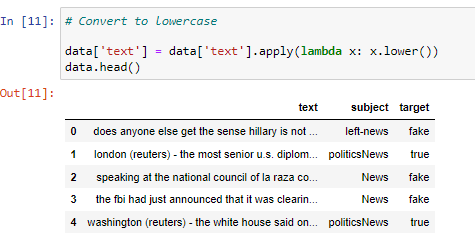 In [11]: # Convert to lowercase
data['text'] = data['text'].apply(lambda x: x.lower())
data.head()
Out[11]:
text subject target
0 does anyone else get the sense hillary is not ... left-news fake
1 london (reuters) - the most senior u.s. diplom... politicsNews true
2 speaking at the national council of la raza co... News fake
3 the fbi had just announced that it was clearin... News fake
4 washington (reuters) - the white house said on... politicsNews true